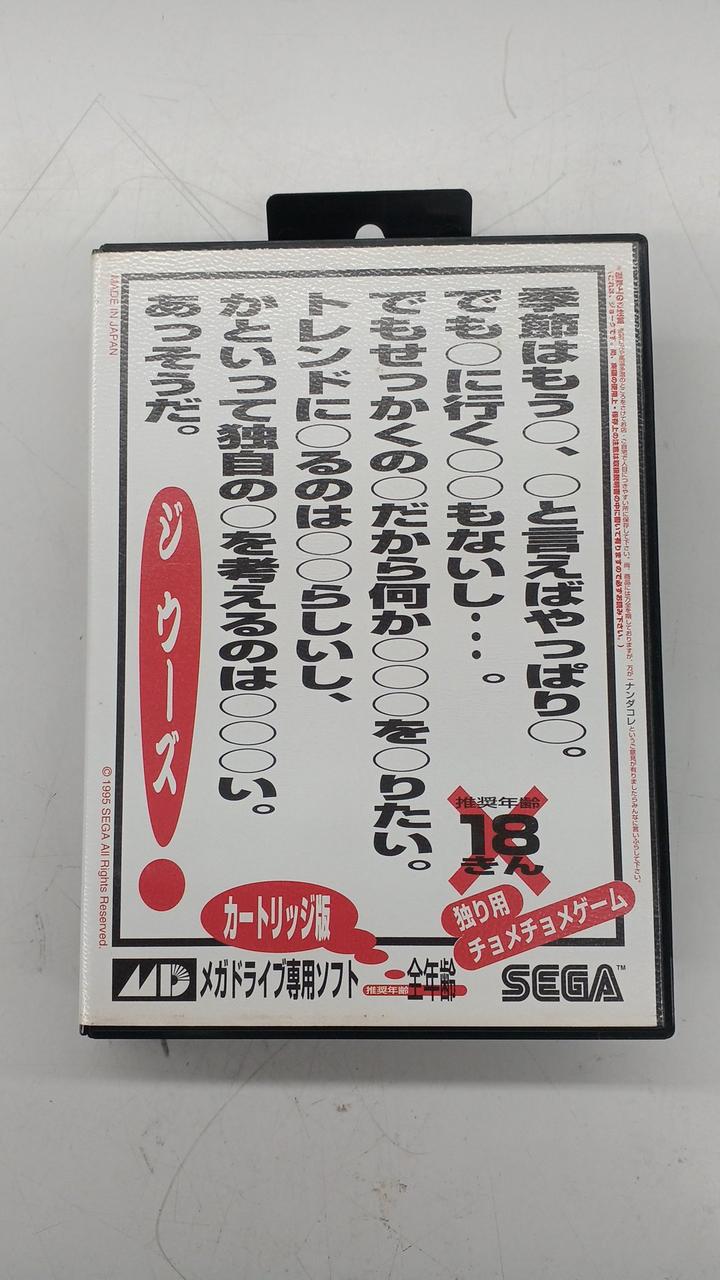 季節はもう○、○と言えばやっぱり○。
でも○に行く○○もないし…。
でもせっかくの○だから何か○○○を○りたい。
トレンドに○るのは○○らしいし、
かといって独自の○を考えるのは○○○い。
あっそうだ。
ジ ウーズ
推奨年齢
18
きん
独り用
チョメチョメゲーム
カートリッジ版
MD メガドライブ専用ソフト
推奨年齢 全年齢
SEGA™
MADE IN JAPAN
© 1995 SEGA All Rights Reserved.